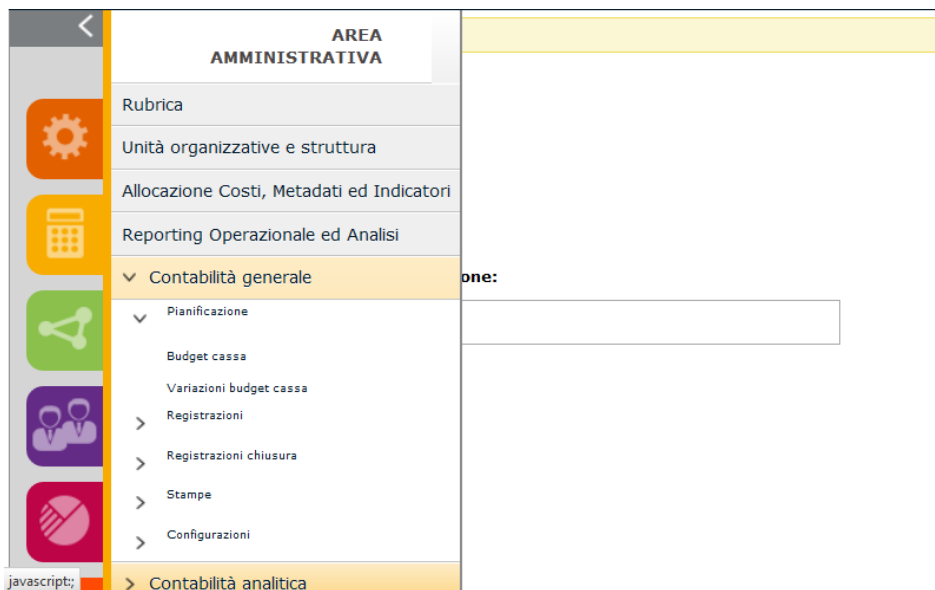 AREA
AMMINISTRATIVA
Rubrica
Unità organizzative e struttura
Allocazione Costi, Metadati ed Indicatori
Reporting Operazionale ed Analisi
Contabilità generale
one:
Pianificazione
Budget cassa
Variazioni budget cassa
Registrazioni
Registrazioni chiusura
Stampe
Configurazioni
javascript:;
Contabilità analitica